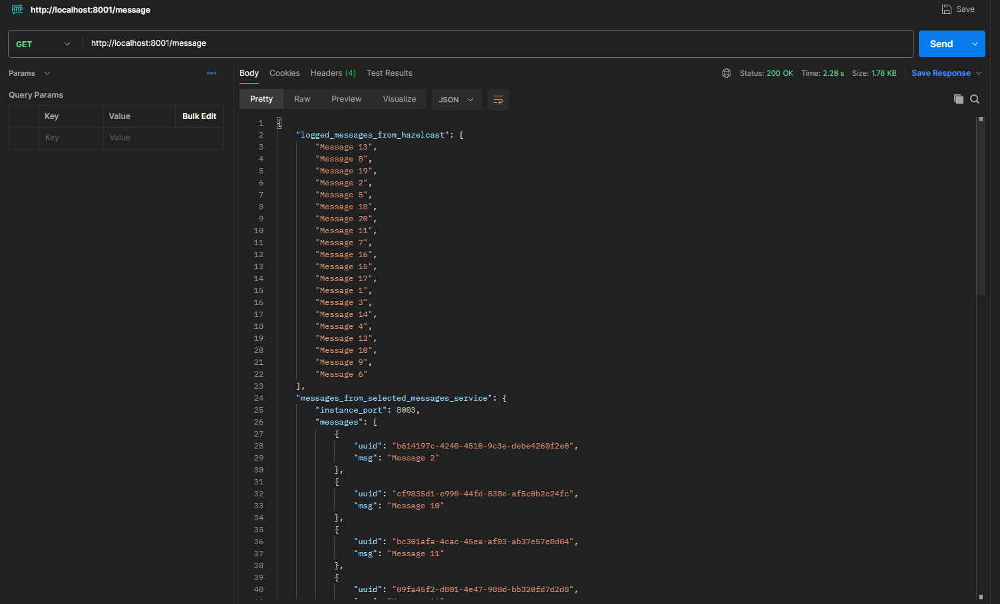 HTTP http://localhost:8001/message Save
GET http://localhost:8001/message Send
Params
Query Params
Key Value Bulk Edit
Key Value
Body Cookies Headers (4) Test Results Status: 200 OK Time: 2.28 s Size: 1.78 KB Save Response
Pretty Raw Preview Visualize JSON
1 {
2 "logged_messages_from_hazelcast": [
3 "Message 13",
4 "Message 8",
5 "Message 19",
6 "Message 2",
7 "Message 5",
8 "Message 18",
9 "Message 20",
10 "Message 11",
11 "Message 7",
12 "Message 16",
13 "Message 15",
14 "Message 17",
15 "Message 1",
16 "Message 3",
17 "Message 14",
18 "Message 4",
19 "Message 12",
20 "Message 10",
21 "Message 9",
22 "Message 6"
23 ],
24 "messages_from_selected_messages_service": {
25 "instance_port": 8003,
26 "messages": [
27 {
28 "uuid": "b614197c-4240-4510-9c3e-debe4260f2e0",
29 "msg": "Message 2"
30 },
31 {
32 "uuid": "cf9835d1-e990-44fd-838e-af5c0b2c24fc",
33 "msg": "Message 10"
34 },
35 {
36 "uuid": "bc301afa-4cac-45ea-af03-ab37e57e8d04",
37 "msg": "Message 11"
38 },
39 {
40 "uuid": "09fa45f2-d801-4e47-988d-bb320fd7d2d8",